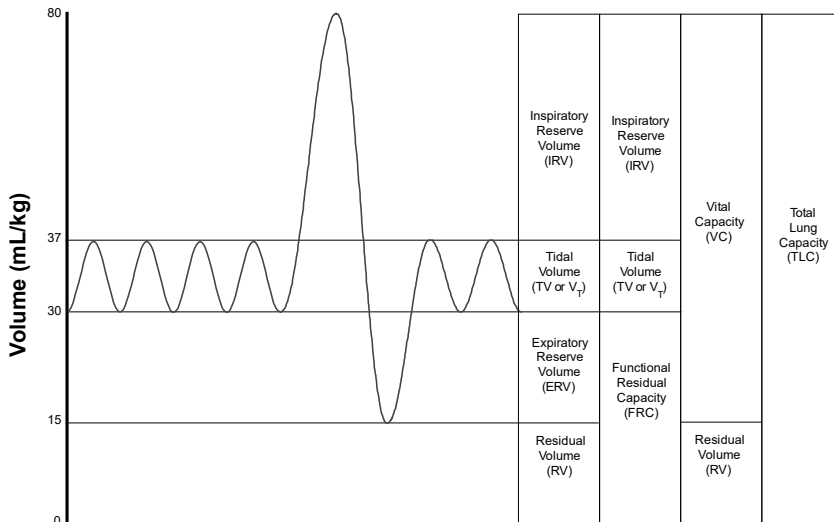 Volume (mL/kg)
80
37
30
15
0
Inspiratory
Reserve
Volume
(IRV)
Tidal
Volume
(TV or V_T)
Expiratory
Reserve
Volume
(ERV)
Residual
Volume
(RV)
Inspiratory
Reserve
Volume
(IRV)
Tidal
Volume
(TV or V_T)
Functional
Residual
Capacity
(FRC)
Vital
Capacity
(VC)
Residual
Volume
(RV)
Total
Lung
Capacity
(TLC)